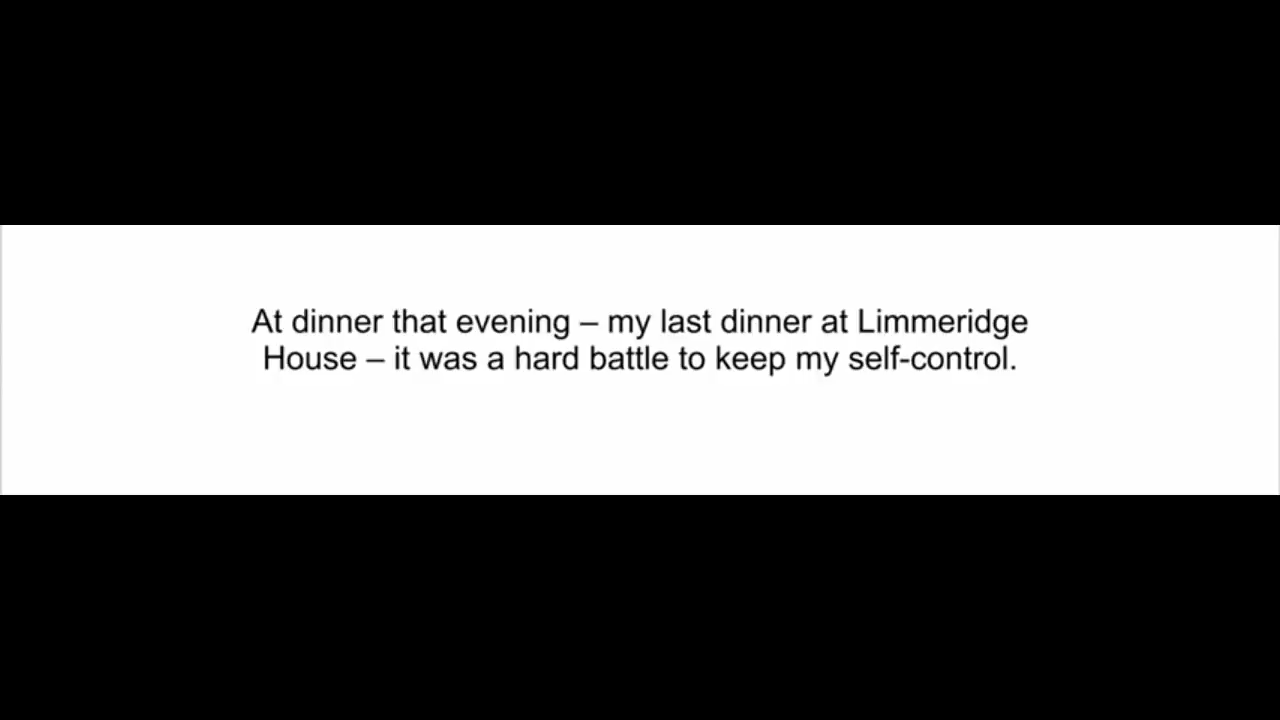 At dinner that evening – my last dinner at Limmeridge
House – it was a hard battle to keep my self-control.